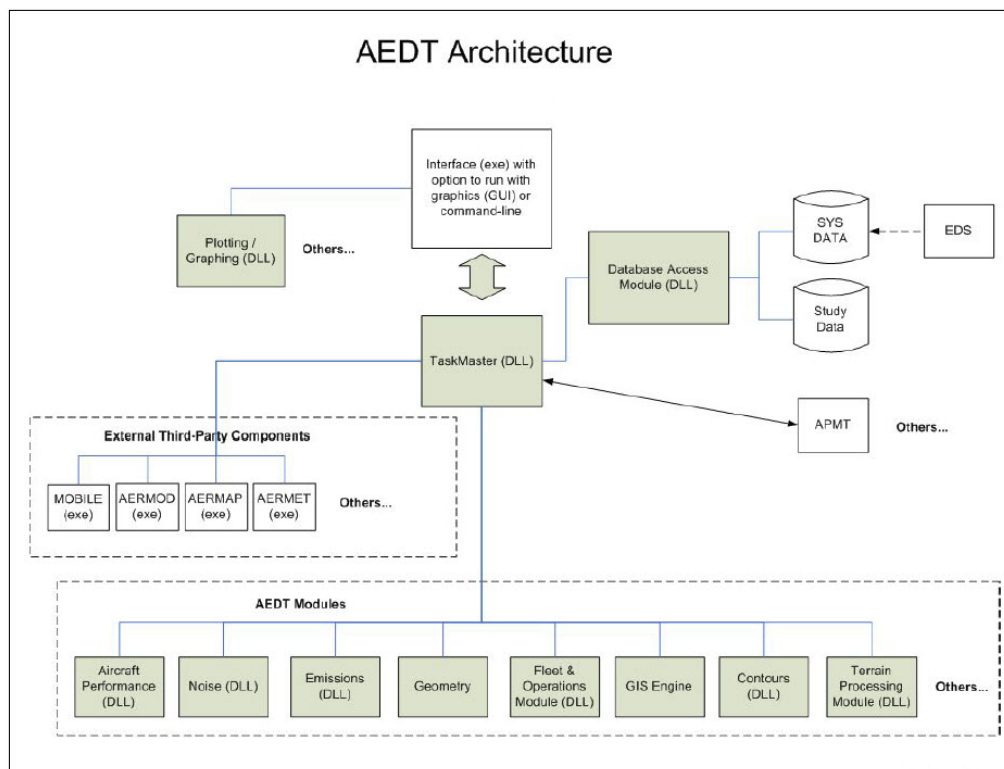 AEDT Architecture
Interface (exe) with
option to run with
graphics (GUI) or
command-line
Plotting /
Graphing (DLL)
Others...
Database Access
Module (DLL)
SYS
DATA
EDS
Study
Data
TaskMaster (DLL)
APMT
Others...
External Third-Party Components
MOBILE
(exe)
AERMOD
(exe)
AERMAP
(exe)
AERMET
(exe)
Others...
AEDT Modules
Aircraft
Performance
(DLL)
Noise (DLL)
Emissions
(DLL)
Geometry
Fleet &
Operations
Module (DLL)
GIS Engine
Contours
(DLL)
Terrain
Processing
Module (DLL)
Others...